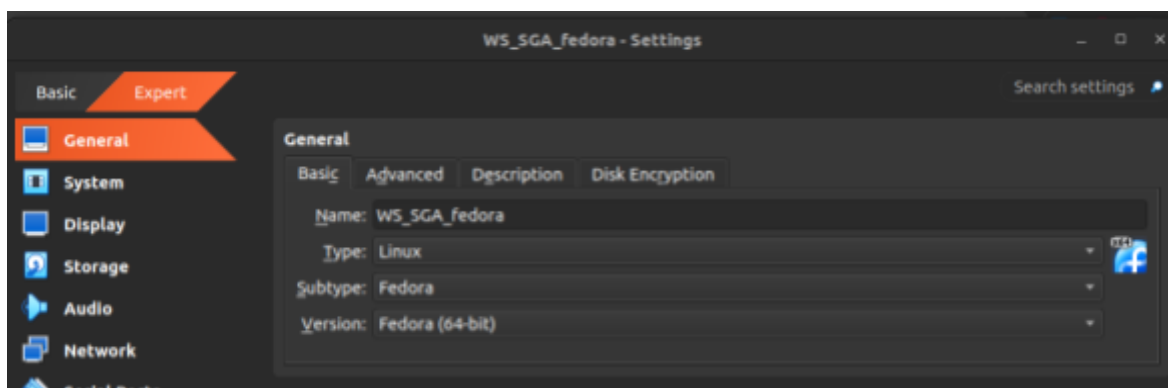 WS_SGA_fedora - Settings
Basic Expert
Search settings
General
System
Display
Storage
Audio
Network
General
Basic Advanced Description Disk Encryption
Name: WS_SGA_fedora
Type: Linux
Subtype: Fedora
Version: Fedora (64-bit)